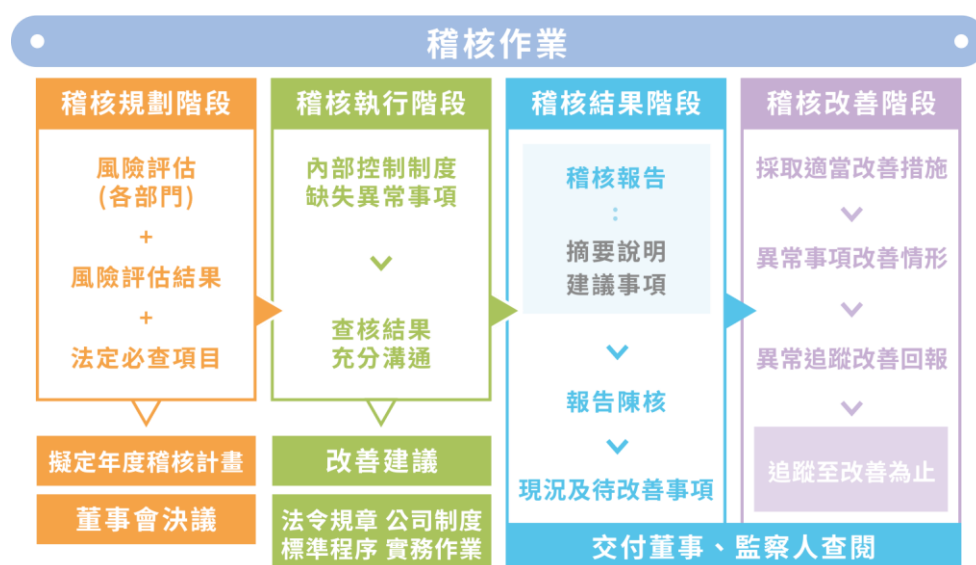 稽核作業
稽核規劃階段
風險評估
(各部門)
+
風險評估結果
+
法定必查項目
擬定年度稽核計畫
董事會決議
稽核執行階段
內部控制制度
缺失異常事項
查核結果
充分溝通
改善建議
法令規章 公司制度
標準程序 實務作業
稽核結果階段
稽核報告
:
摘要說明
建議事項
報告陳核
現況及待改善事項
稽核改善階段
採取適當改善措施
異常事項改善情形
異常追蹤改善回報
追蹤至改善為止
交付董事、監察人查閱